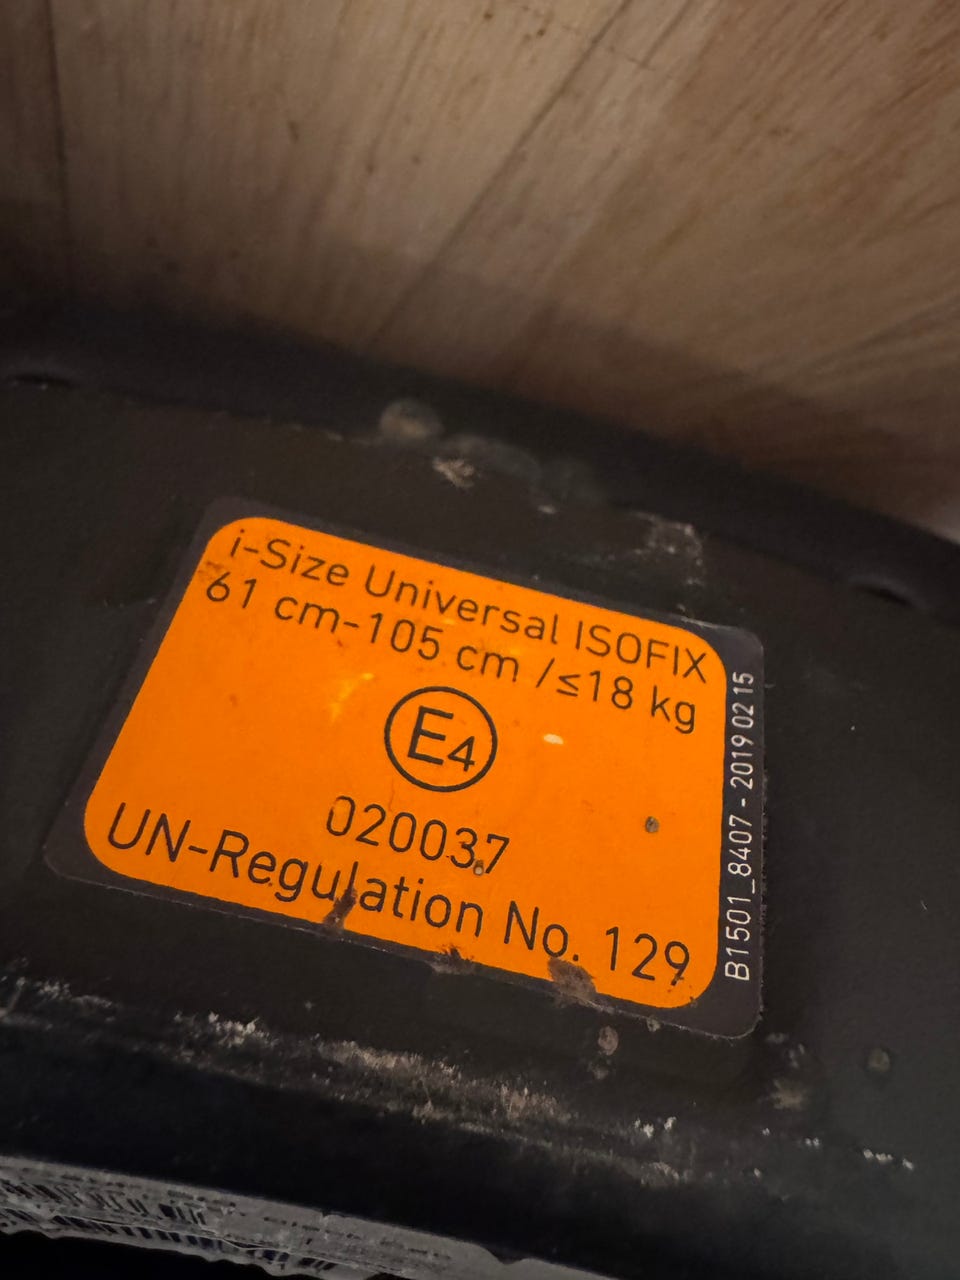 i-Size Universal ISOFIX
61 cm-105 cm /≤18 kg
E4
020037
UN-Regulation No. 129
B1501_8407 - 2019 02 15